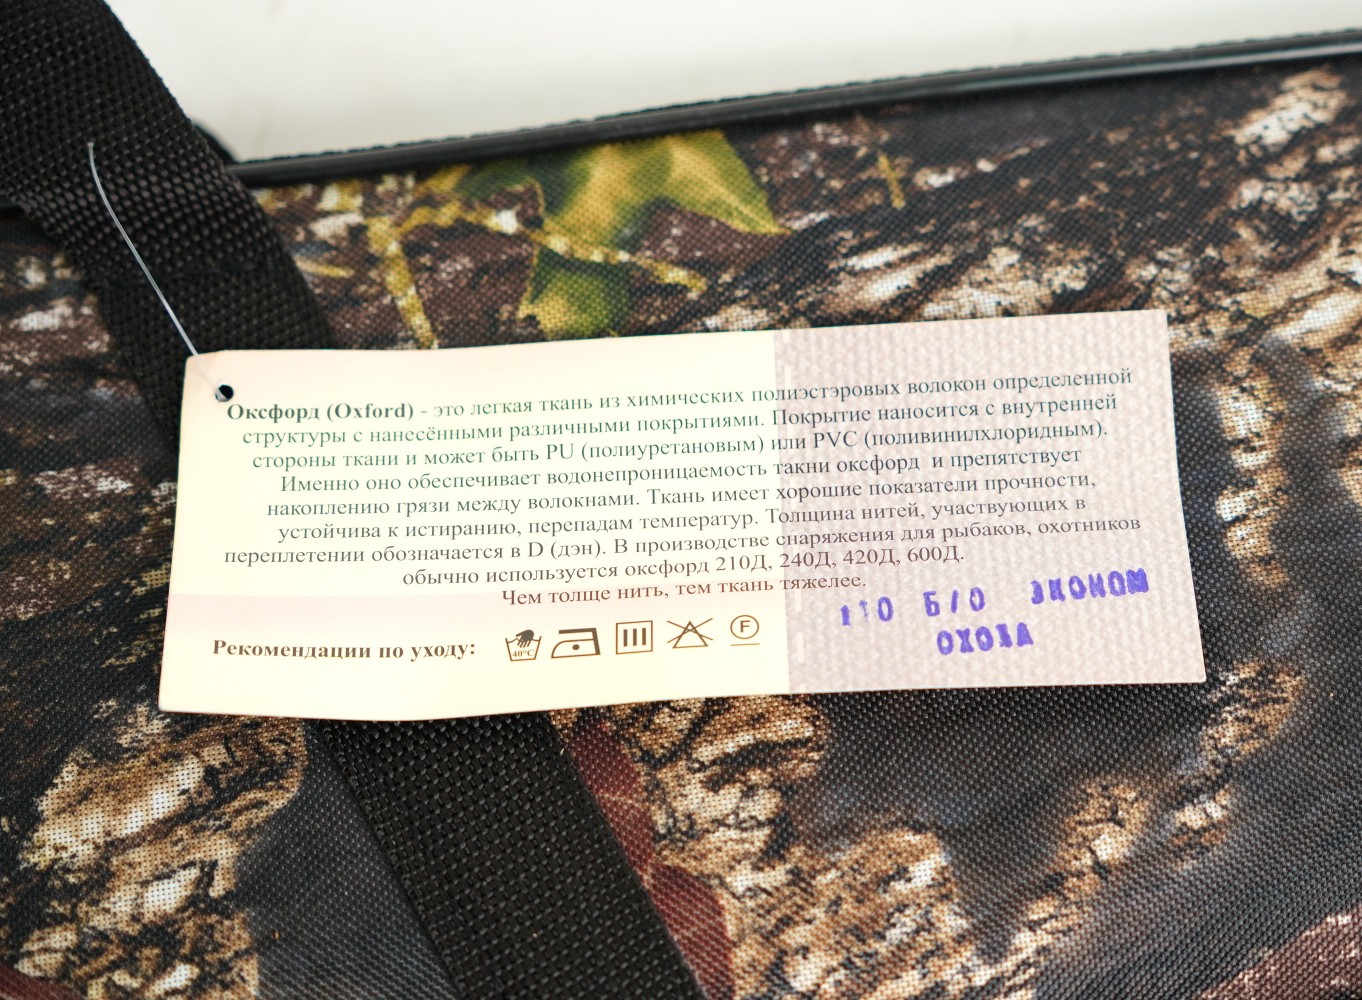 Оксфорд (Oxford) - это легкая ткань из химических полиэстэровых волокон определенной
структуры с нанесёнными различными покрытиями. Покрытие наносится с внутренней
стороны ткани и может быть PU (полиуретановым) или PVC (поливинилхлоридным).
Именно оно обеспечивает водонепроницаемость такни оксфорд и препятствует
накоплению грязи между волокнами. Ткань имеет хорошие показатели прочности,
устойчива к истиранию, перепадам температур. Толщина нитей, участвующих в
переплетении обозначается в D (дэн). В производстве снаряжения для рыбаков, охотников
обычно используется оксфорд 210Д, 240Д, 420Д, 600Д.
Чем толще нить, тем ткань тяжелее.
Рекомендации по уходу: 40°C F
Б/О ЭКОНОМ